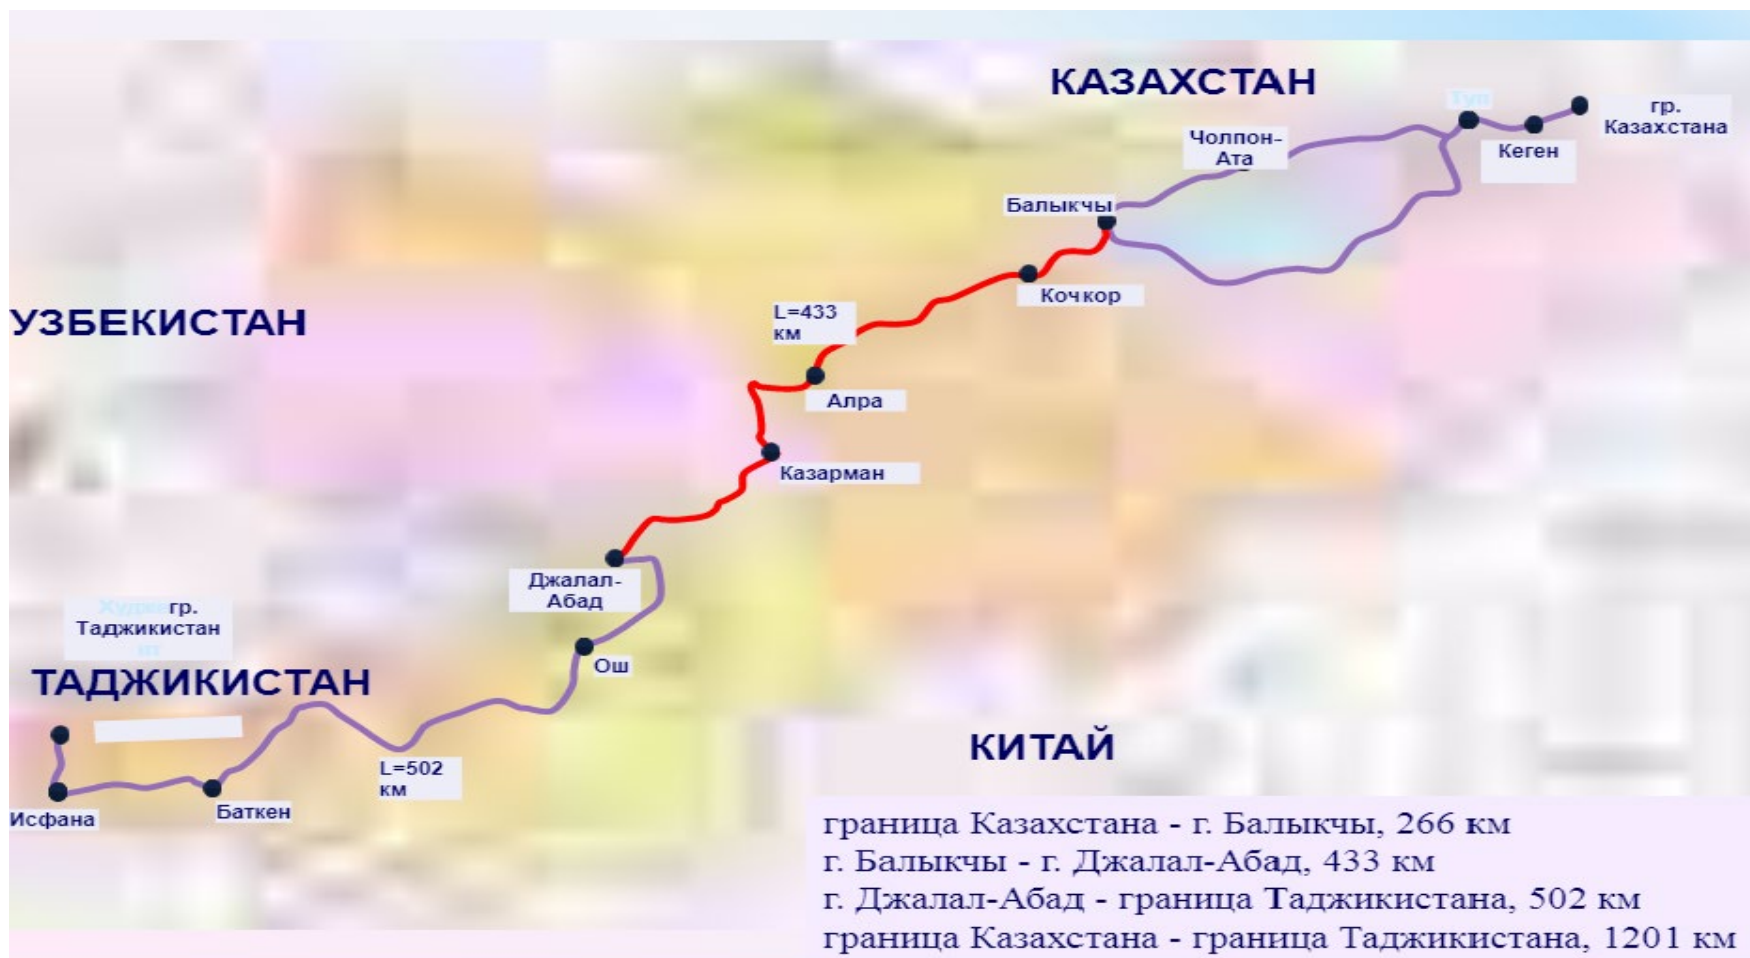 КАЗАХСТАН
Туп
гр.
Казахстана
Чолпон-
Ата
Кеген
Балыкчы
Кочкор
L=433
км
УЗБЕКИСТАН
Алра
Казарман
Джалал-
Абад
гр.
Таджикистан
Ош
ТАДЖИКИСТАН
КИТАЙ
L=502
км
Баткен
Исфана
граница Казахстана - г. Балыкчы, 266 км
г. Балыкчы - г. Джалал-Абад, 433 км
г. Джалал-Абад - граница Таджикистана, 502 км
граница Казахстана - граница Таджикистана, 1201 км